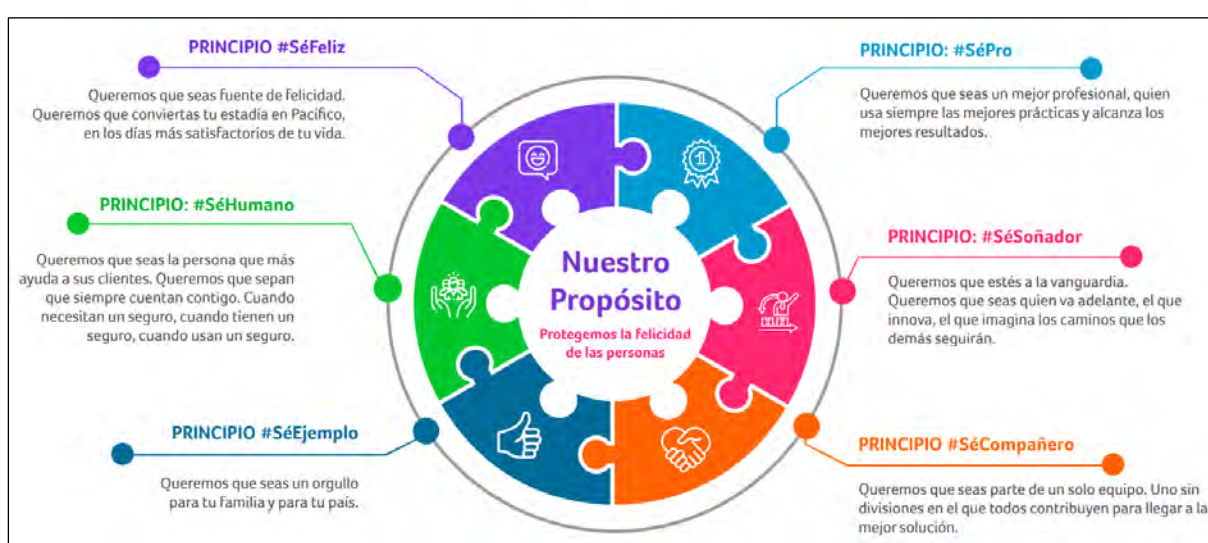 PRINCIPIO #SéFeliz
Queremos que seas fuente de felicidad.
Queremos que conviertas tu estadía en Pacífico,
en los días más satisfactorios de tu vida.
PRINCIPIO: #SéHumano
Queremos que seas la persona que más
ayuda a sus clientes. Queremos que sepan
que siempre cuentan contigo. Cuando
necesitan un seguro, cuando tienen un
seguro, cuando usan un seguro.
PRINCIPIO #SéEjemplo
Queremos que seas un orgullo
para tu familia y para tu país.
Nuestro
Propósito
Protegemos la felicidad
de las personas
PRINCIPIO: #SéPro
Queremos que seas un mejor profesional, quien
usa siempre las mejores prácticas y alcanza los
mejores resultados.
PRINCIPIO: #SéSoñador
Queremos que estés a la vanguardia.
Queremos que seas quien va adelante, el que
innova, el que imagina los caminos que los
demás seguirán.
PRINCIPIO #SéCompañero
Queremos que seas parte de un solo equipo. Uno sin
divisiones en el que todos contribuyen para llegar a la
mejor solución.
1